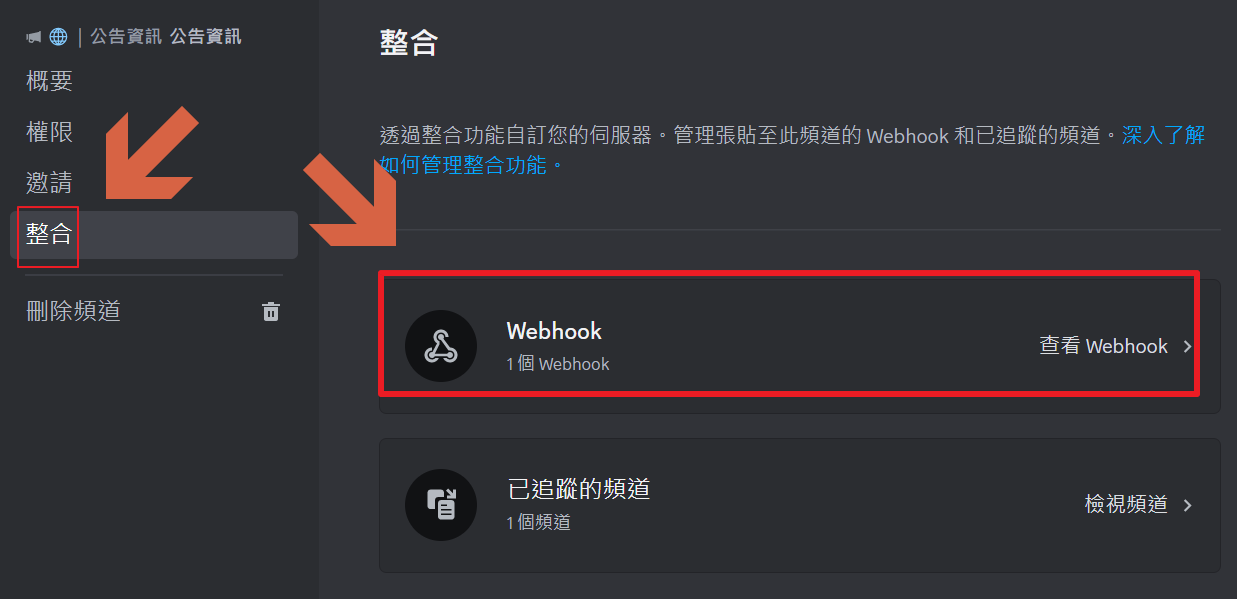 | 公告資訊 公告資訊
概要
權限
邀請
整合
刪除頻道
整合
透過整合功能自訂您的伺服器。管理張貼至此頻道的 Webhook 和已追蹤的頻道。深入了解
如何管理整合功能。
Webhook
1 個 Webhook
查看 Webhook
已追蹤的頻道
1 個頻道
檢視頻道